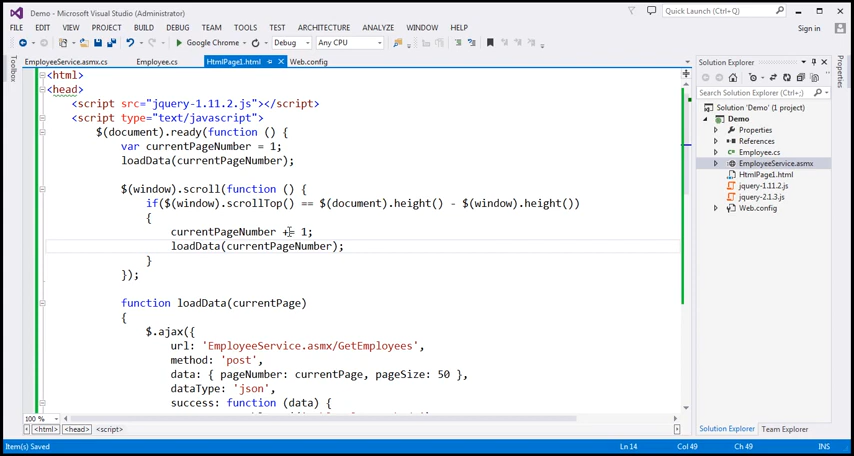 Demo - Microsoft Visual Studio (Administrator)
Quick Launch (Ctrl+Q)
FILE EDIT VIEW PROJECT BUILD DEBUG TEAM TOOLS TEST ARCHITECTURE ANALYZE WINDOW HELP
Sign in
Google Chrome Debug Any CPU
Toolbox
EmployeeService.asmx.cs Employee.cs HtmlPage1.html Web.config
<html>
<head>
<script src="jquery-1.11.2.js"></script>
<script type="text/javascript">
$(document).ready(function () {
var currentPageNumber = 1;
loadData(currentPageNumber);
$(window).scroll(function () {
if($(window).scrollTop() == $(document).height() - $(window).height())
{
currentPageNumber += 1;
loadData(currentPageNumber);
}
});
function loadData(currentPage)
{
$.ajax({
url: 'EmployeeService.asmx/GetEmployees',
method: 'post',
data: { pageNumber: currentPage, pageSize: 50 },
dataType: 'json',
success: function (data) {
100 %
<html> <head> <script>
Solution Explorer
Search Solution Explorer (Ctrl+;)
Solution 'Demo' (1 project)
Demo
Properties
References
Employee.cs
EmployeeService.asmx
HtmlPage1.html
jquery-1.11.2.js
jquery-2.1.3.js
Web.config
Solution Explorer Team Explorer
Properties
Item(s) Saved Ln 14 Col 49 Ch 49 INS